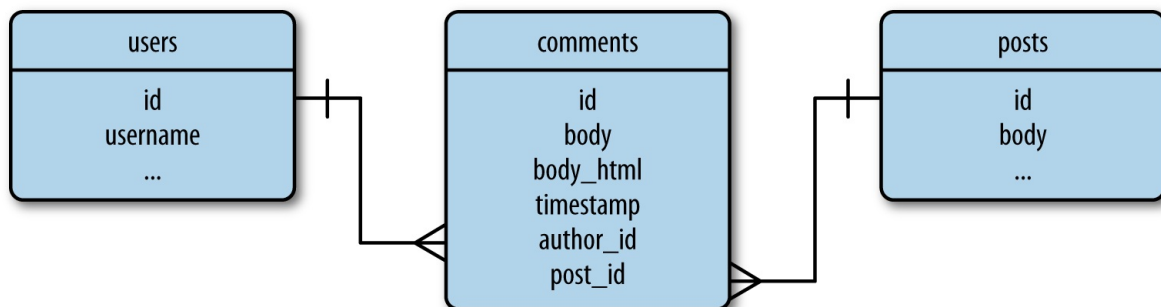 users
id
username
...
comments
id
body
body_html
timestamp
author_id
post_id
posts
id
body
...